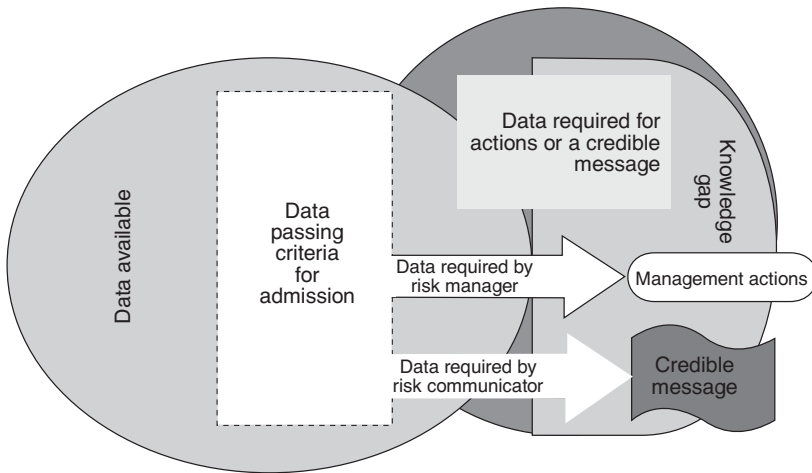 Data available
Data
passing
criteria
for
admission
Data required for
actions or a credible
message
Knowledge
gap
Data required by
risk manager
Management actions
Data required by
risk communicator
Credible
message